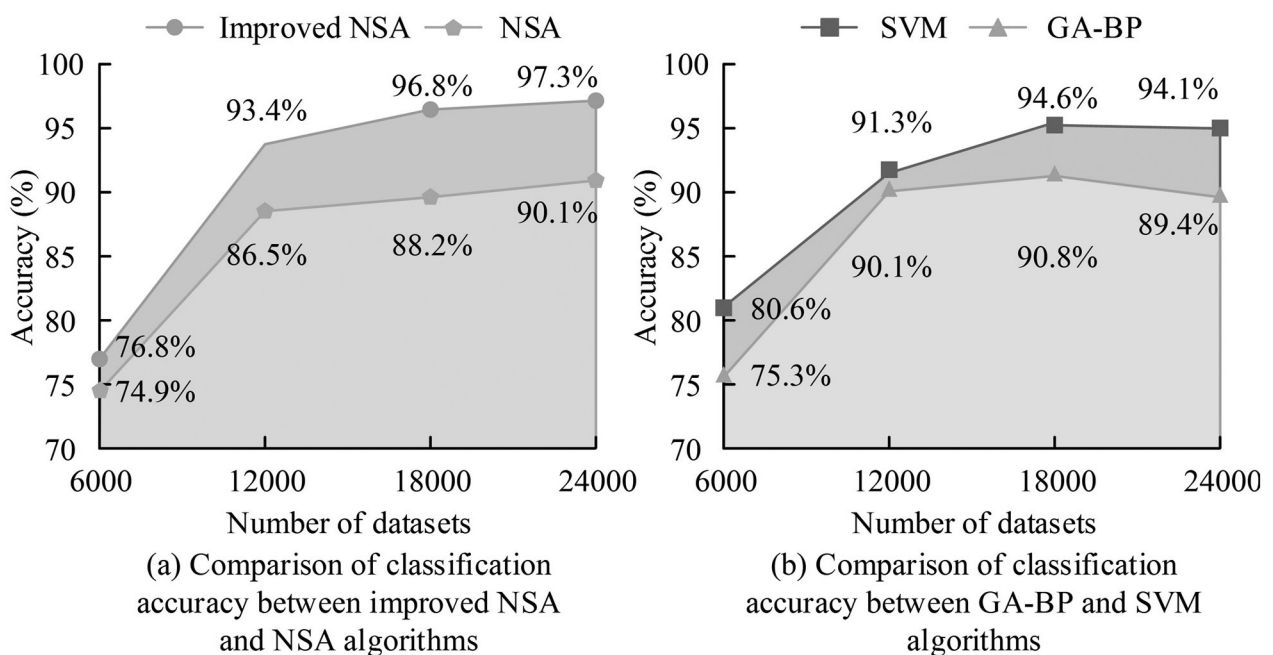 Improved NSA NSA
100
95
90
85
80
75
70
Accuracy (%)
76.8%
74.9%
93.4%
86.5%
96.8%
88.2%
97.3%
90.1%
6000 12000 18000 24000
Number of datasets
(a) Comparison of classification
accuracy between improved NSA
and NSA algorithms
SVM GA-BP
100
95
90
85
80
75
70
Accuracy (%)
80.6%
75.3%
91.3%
90.1%
94.6%
90.8%
94.1%
89.4%
6000 12000 18000 24000
Number of datasets
(b) Comparison of classification
accuracy between GA-BP and SVM
algorithms